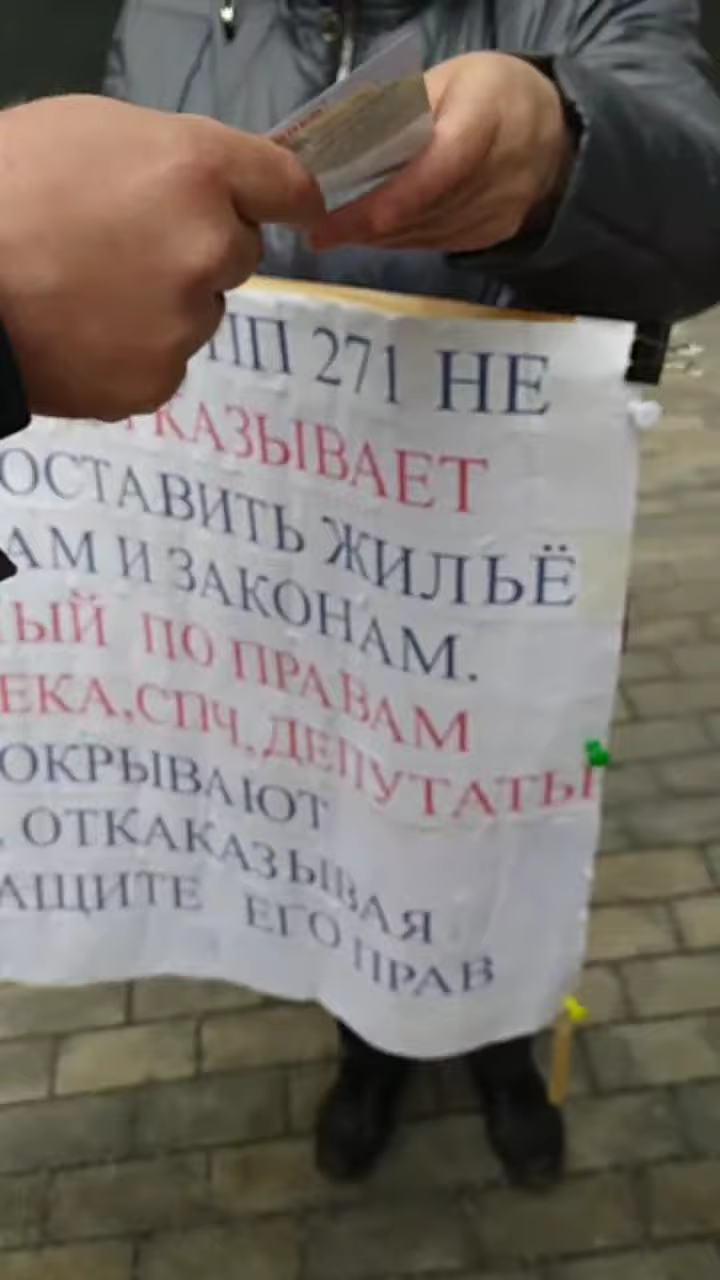 ПП 271 НЕ
КАЗЫВАЕТ
ОСТАВИТЬ ЖИЛЬЁ
АМ И ЗАКОНАМ.
ЫЙ ПО ПРАВАМ
ЕКА,СПЧ,ДЕПУТАТЫ
ОКРЫВАЮТ
, ОТКАКАЗЫВАЯ
АЩИТЕ ЕГО ПРАВ